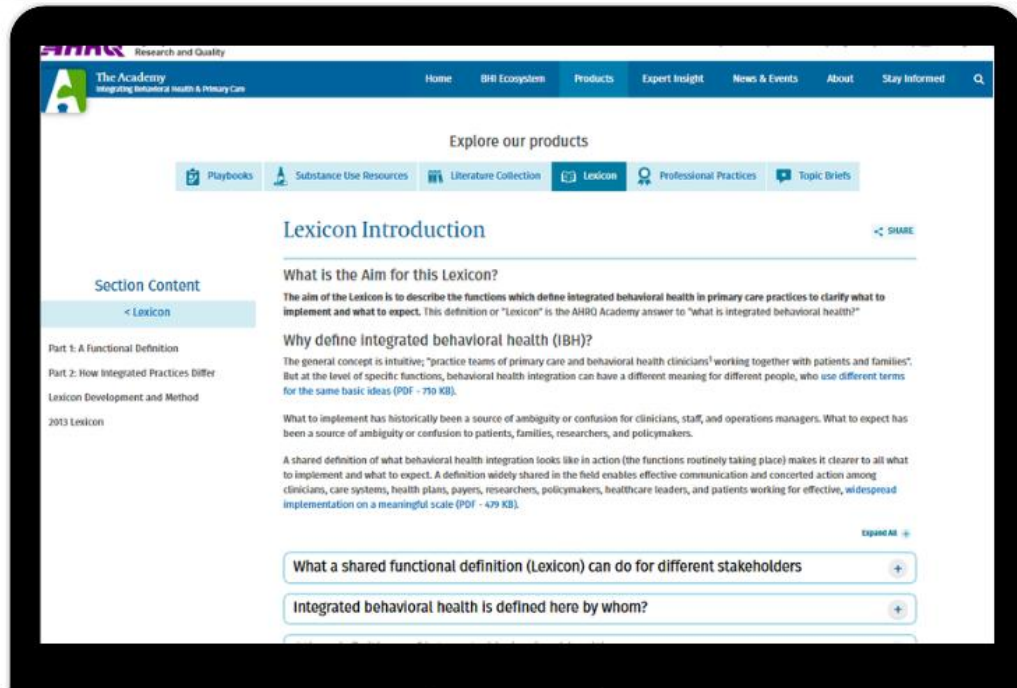 AHRQ
Research and Quality
The Academy
Integrating Behavioral Health & Primary Care
Home BHI Ecosystem Products Expert Insight News & Events About Stay Informed
Explore our products
Playbooks Substance Use Resources Literature Collection Lexicon Professional Practices Topic Briefs
Lexicon Introduction
SHARE
Section Content
< Lexicon
Part 1: A Functional Definition
Part 2: How Integrated Practices Differ
Lexicon Development and Method
2013 Lexicon
What is the Aim for this Lexicon?
The aim of the Lexicon is to describe the functions which define integrated behavioral health in primary care practices to clarify what to
implement and what to expect. This definition or "Lexicon" is the AHRQ Academy answer to "what is integrated behavioral health?"
Why define integrated behavioral health (IBH)?
The general concept is intuitive; "practice teams of primary care and behavioral health clinicians¹ working together with patients and families".
But at the level of specific functions, behavioral health integration can have a different meaning for different people, who use different terms
for the same basic ideas (PDF - 710 KB).
What to implement has historically been a source of ambiguity or confusion for clinicians, staff, and operations managers. What to expect has
been a source of ambiguity or confusion to patients, families, researchers, and policymakers.
A shared definition of what behavioral health integration looks like in action (the functions routinely taking place) makes it clearer to all what
to implement and what to expect. A definition widely shared in the field enables effective communication and concerted action among
clinicians, care systems, health plans, payers, researchers, policymakers, healthcare leaders, and patients working for effective, widespread
implementation on a meaningful scale (PDF - 479 KB).
Expand All +
What a shared functional definition (Lexicon) can do for different stakeholders +
Integrated behavioral health is defined here by whom? +